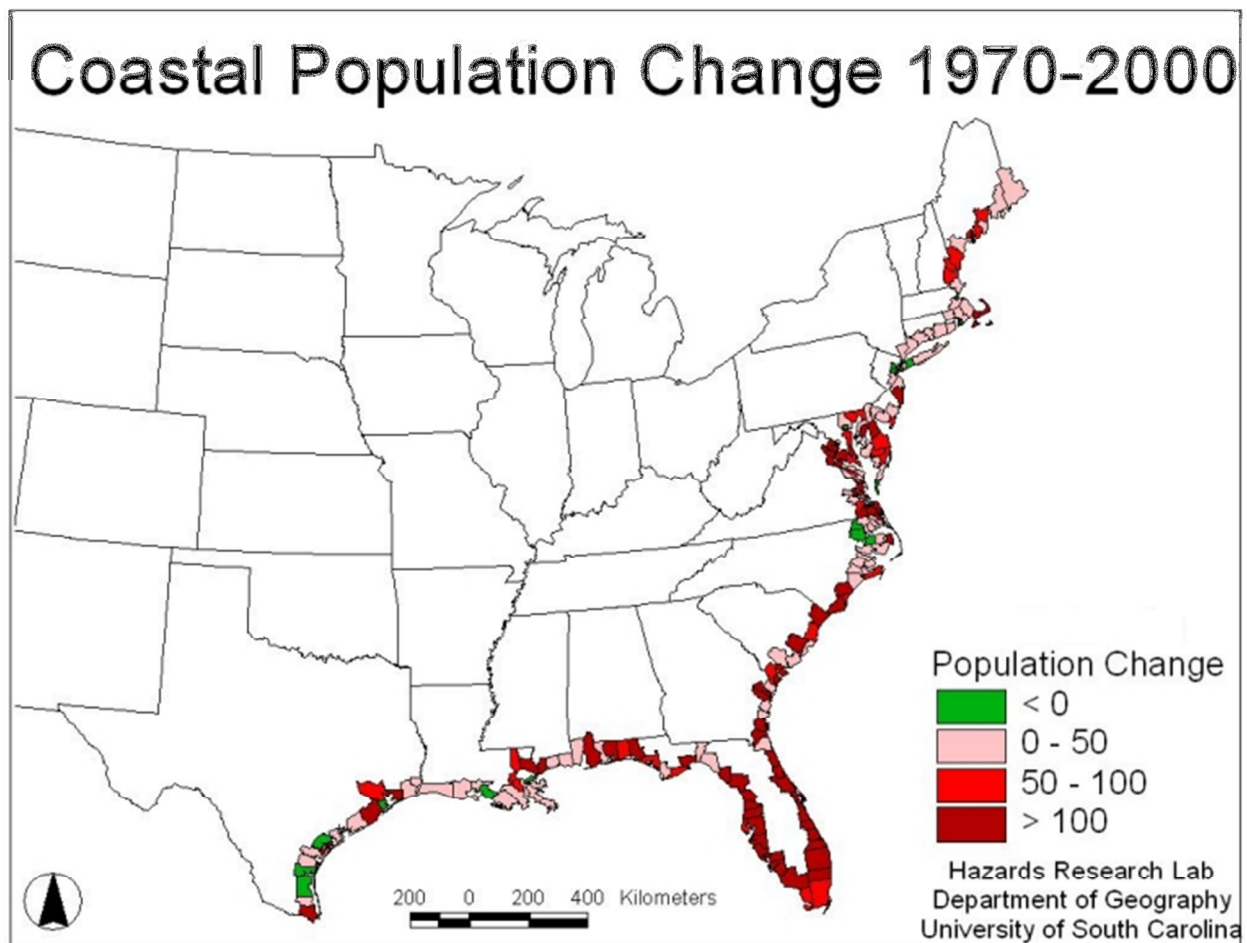 Coastal Population Change 1970-2000
Population Change
< 0
0 - 50
50 - 100
> 100
200 0 200 400 Kilometers
Hazards Research Lab
Department of Geography
University of South Carolina